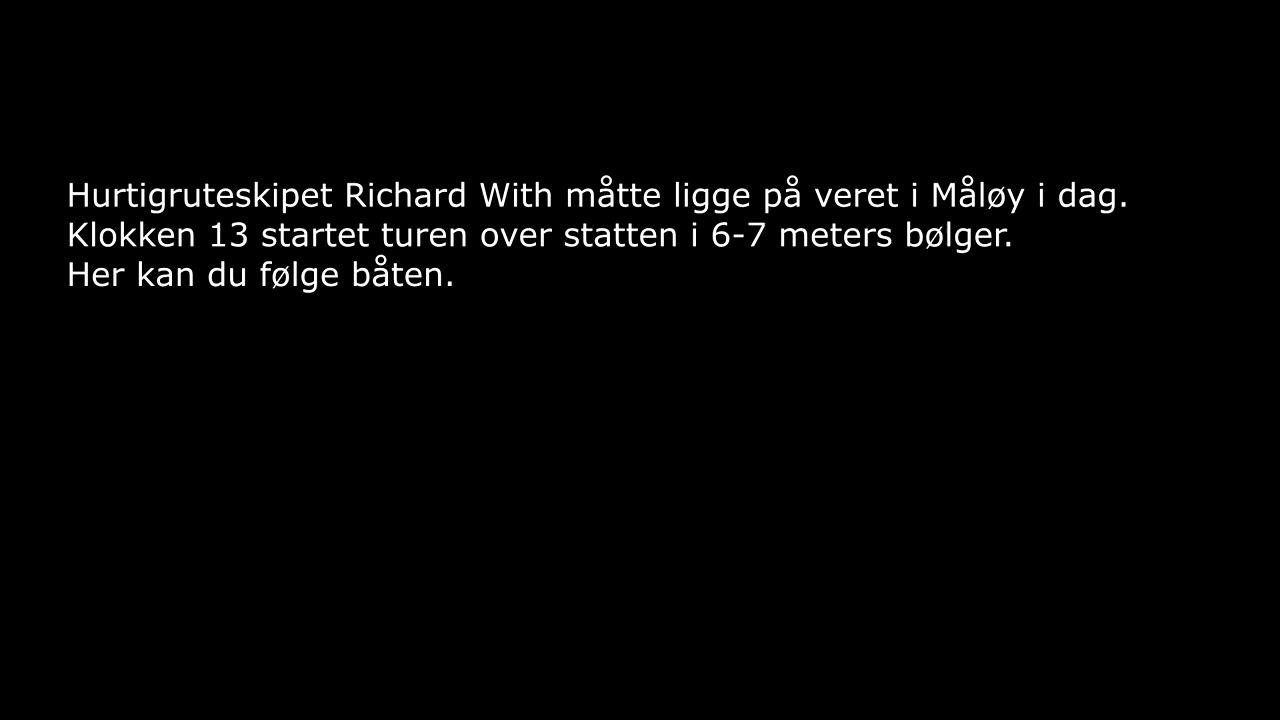 Hurtigruteskipet Richard With måtte ligge på veret i Måløy i dag.
Klokken 13 startet turen over statten i 6-7 meters bølger.
Her kan du følge båten.